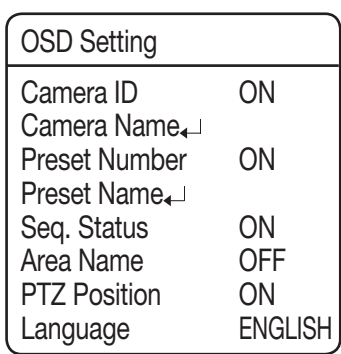 OSD Setting
Camera ID ON
Camera Name↵
Preset Number ON
Preset Name↵
Seq. Status ON
Area Name OFF
PTZ Position ON
Language ENGLISH